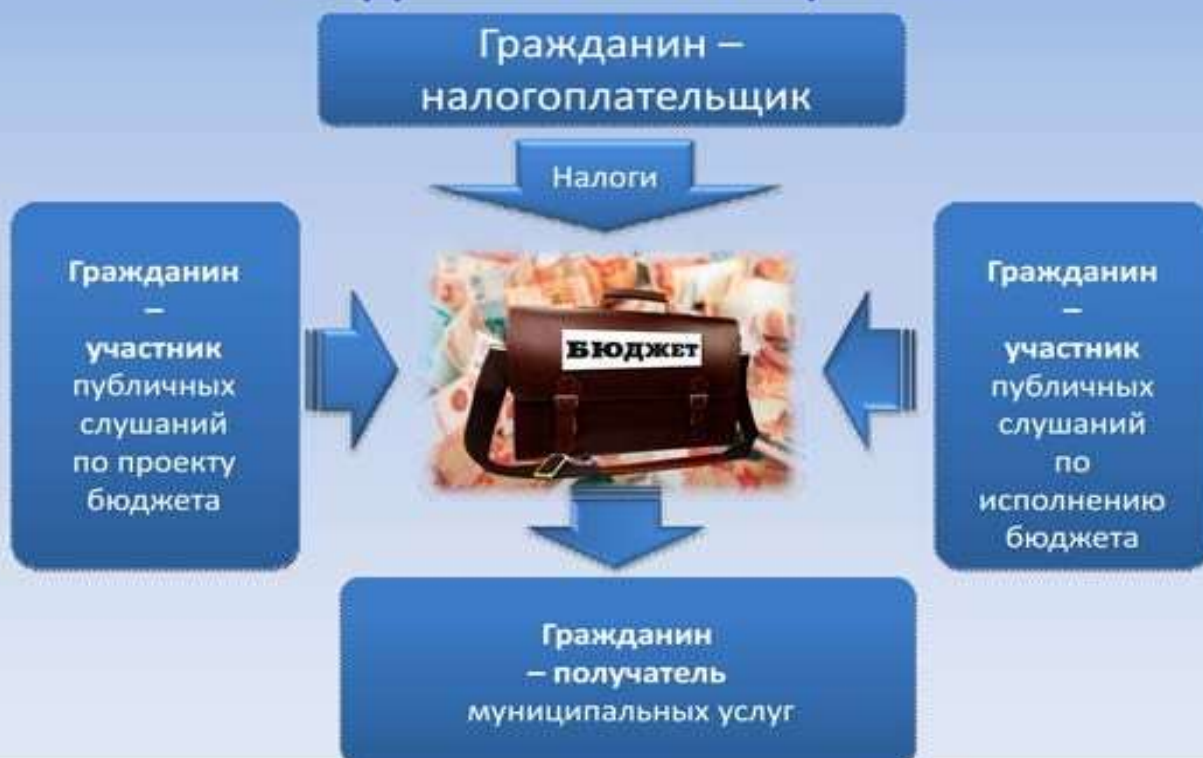 Гражданин –
налогоплательщик
Налоги
Гражданин
–
участник
публичных
слушаний
по проекту
бюджета
БЮДЖЕТ
Гражданин
–
участник
публичных
слушаний
по
исполнению
бюджета
Гражданин
– получатель
муниципальных услуг